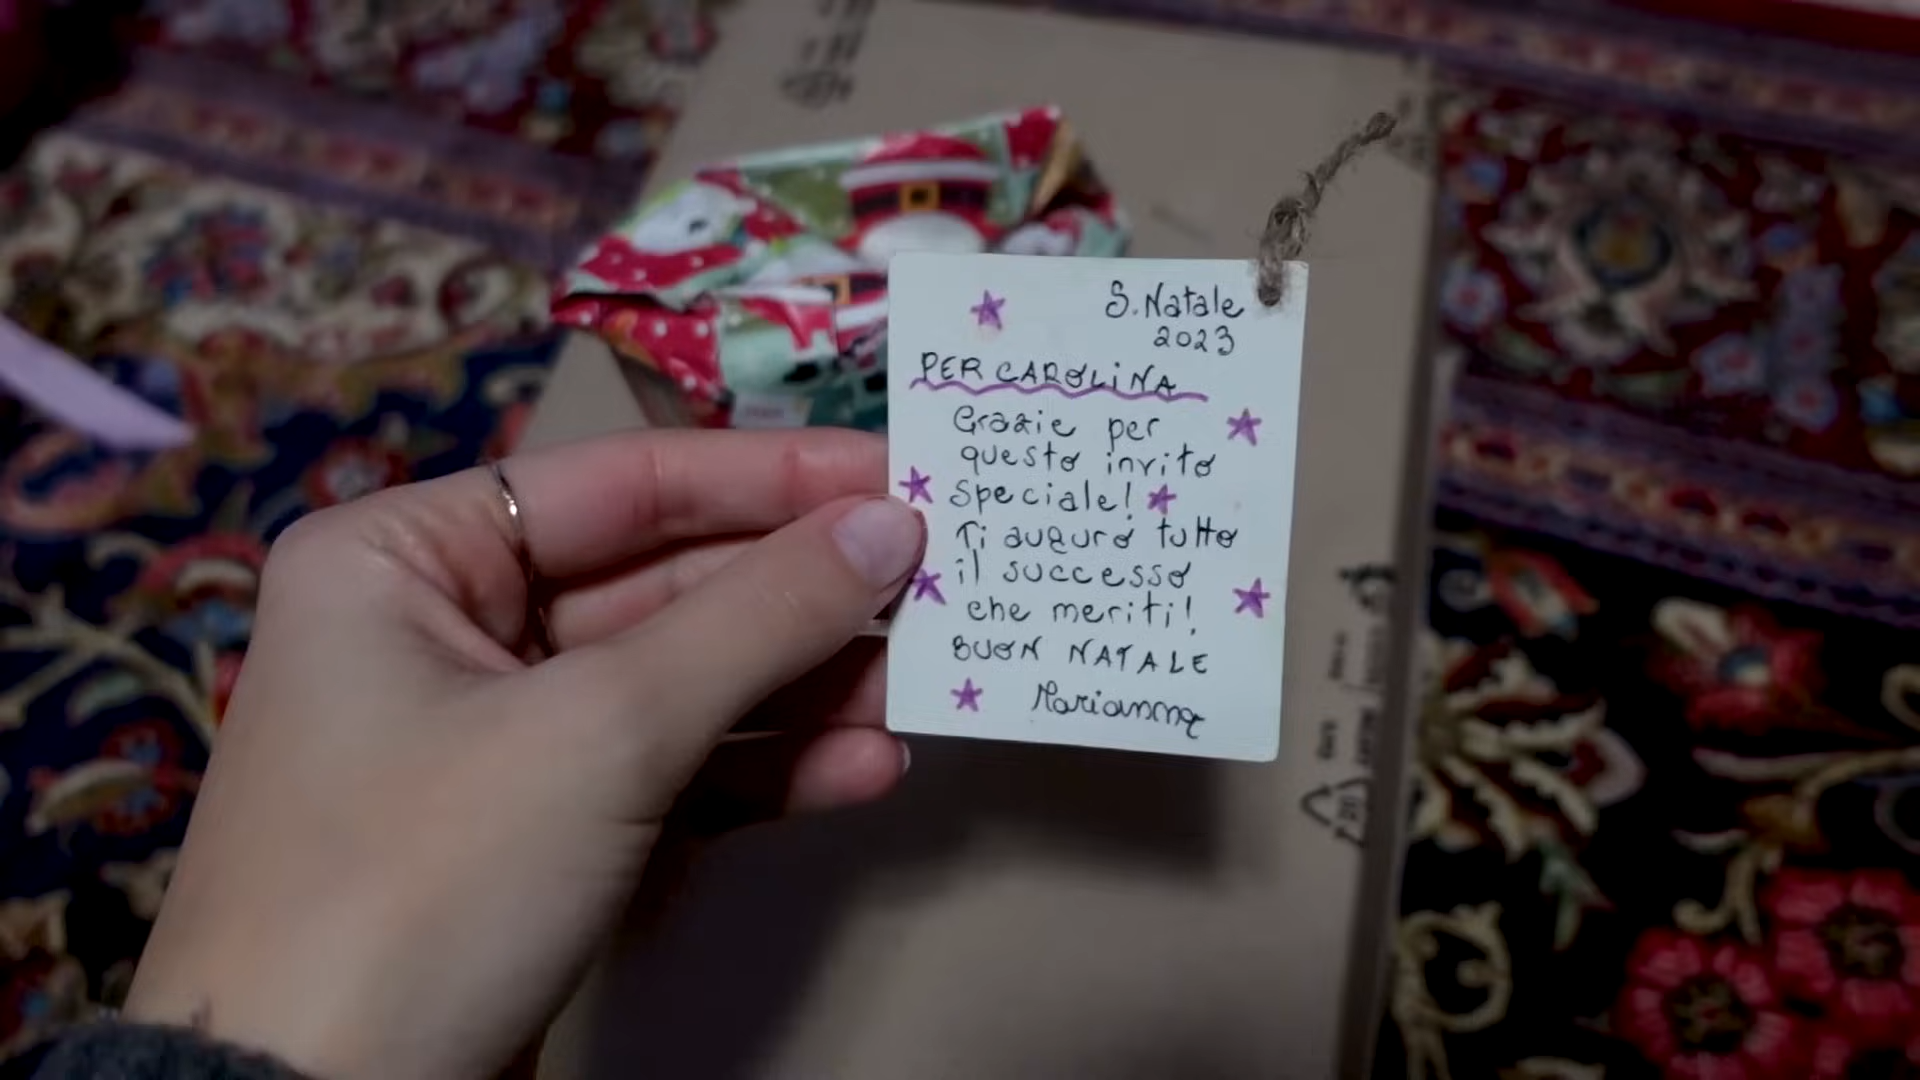 S. Natale
2023
PER CAROLINA
Grazie per
questo invito
speciale!
Ti auguro tutto
il successo
che meriti!
BUON NATALE
Marianna